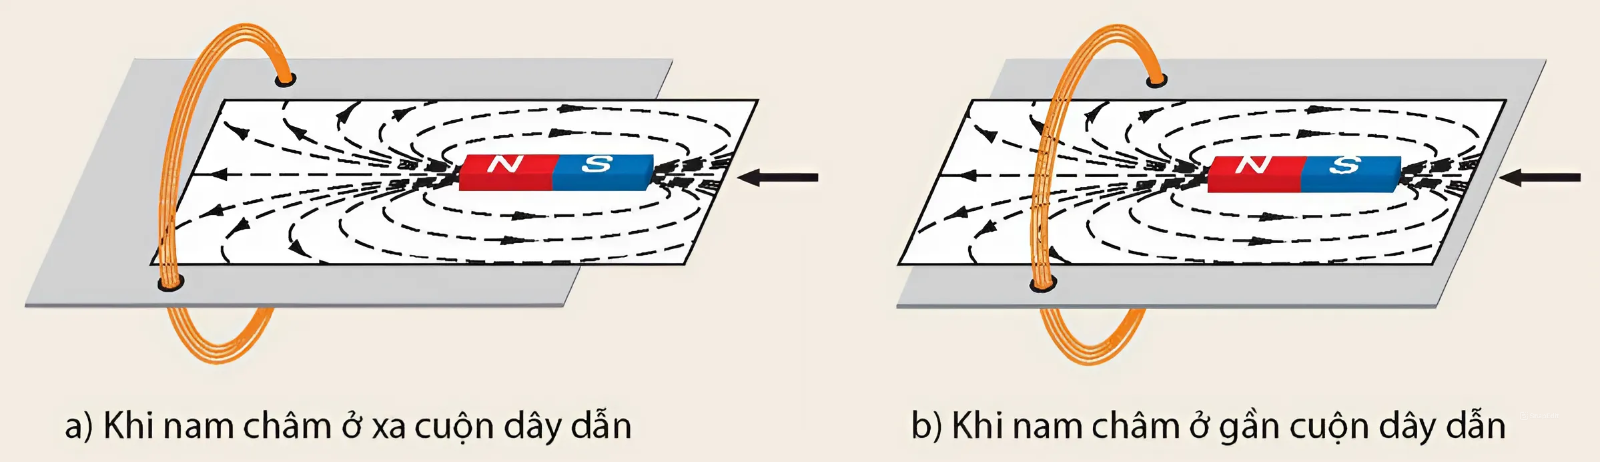 N S
N S
a) Khi nam châm ở xa cuộn dây dẫn
b) Khi nam châm ở gần cuộn dây dẫn